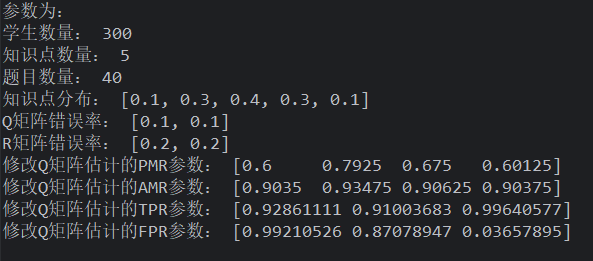 参数为:
学生数量: 300
知识点数量: 5
题目数量: 40
知识点分布: [0.1, 0.3, 0.4, 0.3, 0.1]
Q矩阵错误率: [0.1, 0.1]
R矩阵错误率: [0.2, 0.2]
修改Q矩阵估计的PMR参数: [0.6     0.7925  0.675   0.60125]
修改Q矩阵估计的AMR参数: [0.9035  0.93475 0.90625 0.90375]
修改Q矩阵估计的TPR参数: [0.92861111 0.91003683 0.99640577]
修改Q矩阵估计的FPR参数: [0.99210526 0.87078947 0.03657895]